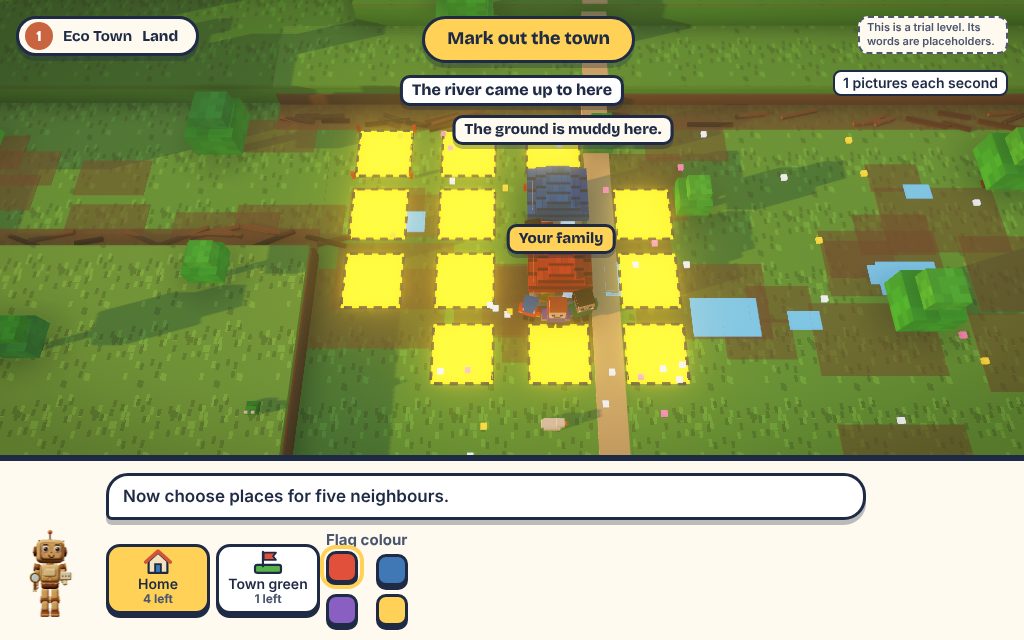 1 Eco Town Land
Mark out the town
This is a trial level. Its
words are placeholders.
1 pictures each second
The river came up to here
The ground is muddy here.
Your family
Now choose places for five neighbours.
Flag colour
Home
4 left
Town green
1 left